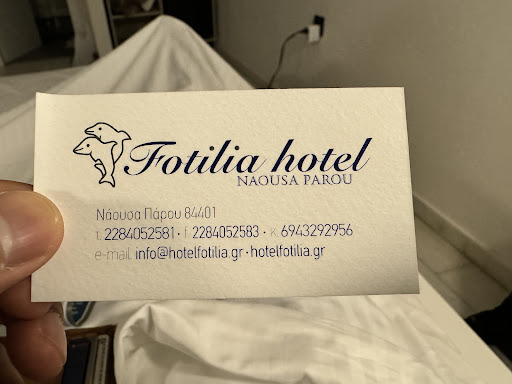 Fotilia hotel
NAOUSA PAROU
Νάουσα Πάρου 84401
τ. 2284052581 · f. 2284052583 · κ. 6943292956
e-mail. info@hotelfotilia.gr · hotelfotilia.gr